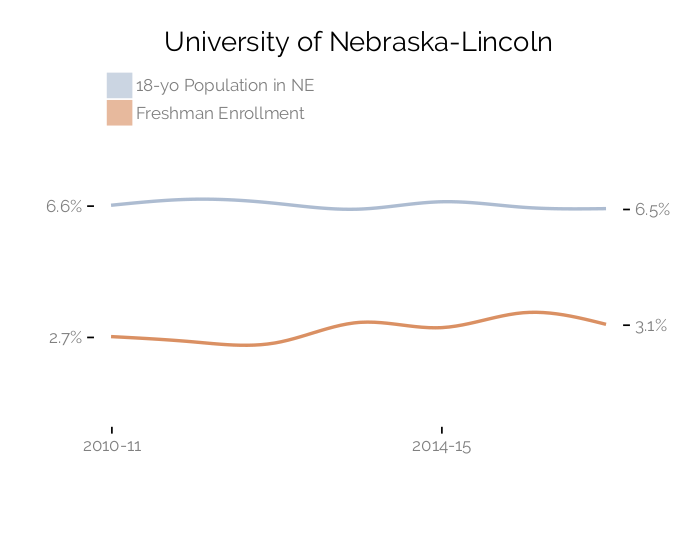 University of Nebraska-Lincoln
18-yo Population in NE
Freshman Enrollment
6.6%
6.5%
2.7%
3.1%
2010-11
2014-15